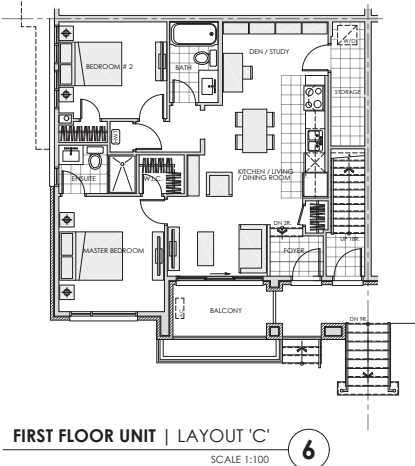 W/D
DEN / STUDY
BEDROOM # 2
BATH
STORAGE
ENSUITE
W.I.C.
KITCHEN / LIVING
/ DINING ROOM
DN 2R.
MASTER BEDROOM
FOYER
UP 18R.
BALCONY
DN 9R.
FIRST FLOOR UNIT | LAYOUT 'C'
SCALE 1:100
6